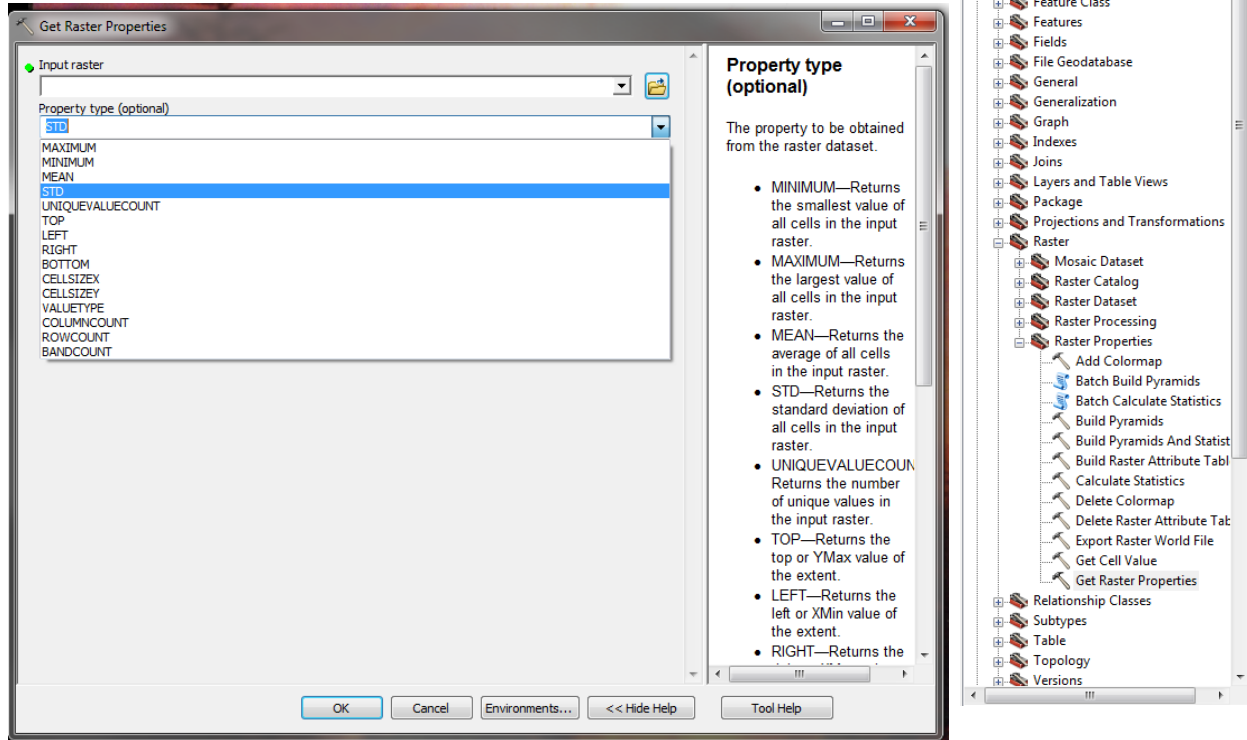 Get Raster Properties
Input raster
Property type (optional)
STD
MAXIMUM
MINIMUM
MEAN
STD
UNIQUEVALUECOUNT
TOP
LEFT
RIGHT
BOTTOM
CELLSIZEX
CELLSIZEY
VALUETYPE
COLUMNCOUNT
ROWCOUNT
BANDCOUNT
OK
Cancel
Environments...
<< Hide Help
Tool Help
Property type
(optional)
The property to be obtained
from the raster dataset.
• MINIMUM—Returns
the smallest value of
all cells in the input
raster.
• MAXIMUM—Returns
the largest value of
all cells in the input
raster.
• MEAN—Returns the
average of all cells
in the input raster.
• STD—Returns the
standard deviation of
all cells in the input
raster.
• UNIQUEVALUECOUN
Returns the number
of unique values in
the input raster.
• TOP—Returns the
top or YMax value of
the extent.
• LEFT—Returns the
left or XMin value of
the extent.
• RIGHT—Returns the
Feature Class
Features
Fields
File Geodatabase
General
Generalization
Graph
Indexes
Joins
Layers and Table Views
Package
Projections and Transformations
Raster
Mosaic Dataset
Raster Catalog
Raster Dataset
Raster Processing
Raster Properties
Add Colormap
Batch Build Pyramids
Batch Calculate Statistics
Build Pyramids
Build Pyramids And Statist
Build Raster Attribute Tabl
Calculate Statistics
Delete Colormap
Delete Raster Attribute Tab
Export Raster World File
Get Cell Value
Get Raster Properties
Relationship Classes
Subtypes
Table
Topology
Versions